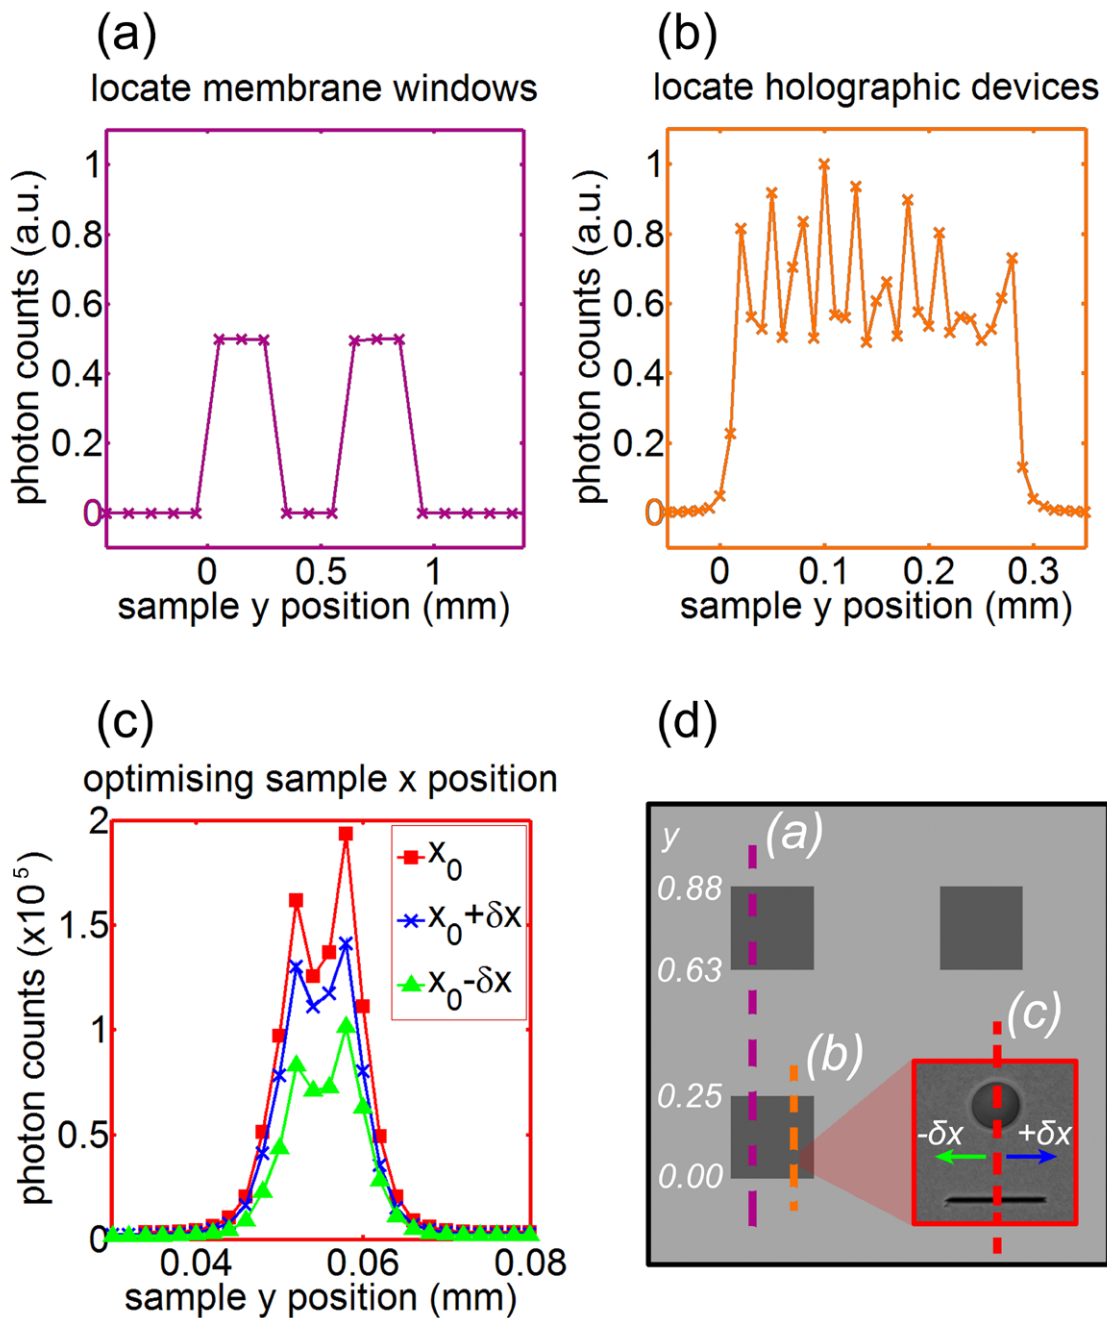 (a)
locate membrane windows
photon counts (a.u.)
1
0.8
0.6
0.4
0.2
0
0 0.5 1
sample y position (mm)
(b)
locate holographic devices
photon counts (a.u.)
1
0.8
0.6
0.4
0.2
0
0 0.1 0.2 0.3
sample y position (mm)
(c)
optimising sample x position
photon counts (x10⁵)
2
1.5
1
0.5
0
x₀
x₀+δx
x₀-δx
0.04 0.06 0.08
sample y position (mm)
(d)
y
(a)
0.88
0.63
(c)
(b)
0.25
-δx +δx
0.00